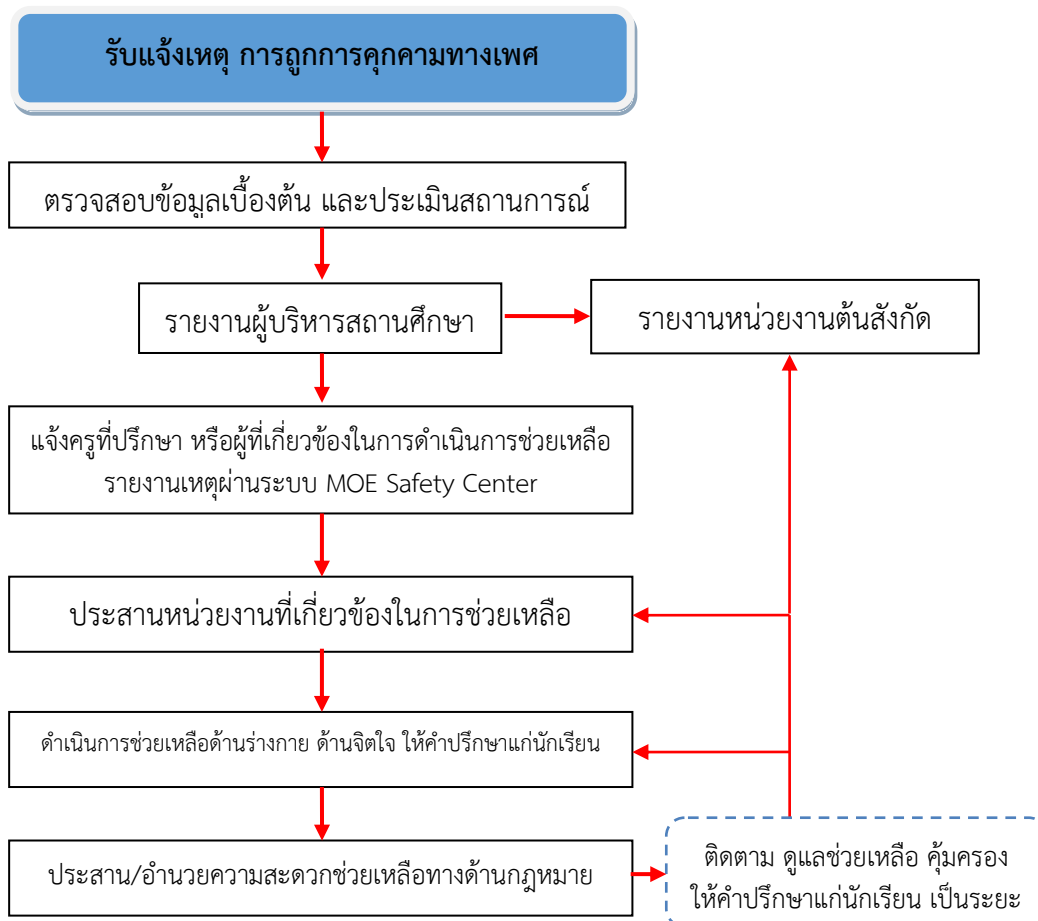 รับแจ้งเหตุ การถูกการคุกคามทางเพศ
ตรวจสอบข้อมูลเบื้องต้น และประเมินสถานการณ์
รายงานผู้บริหารสถานศึกษา
รายงานหน่วยงานต้นสังกัด
แจ้งครูที่ปรึกษา หรือผู้ที่เกี่ยวข้องในการดำเนินการช่วยเหลือ
รายงานเหตุผ่านระบบ MOE Safety Center
ประสานหน่วยงานที่เกี่ยวข้องในการช่วยเหลือ
ดำเนินการช่วยเหลือด้านร่างกาย ด้านจิตใจ ให้คำปรึกษาแก่นักเรียน
ประสาน/อำนวยความสะดวกช่วยเหลือทางด้านกฎหมาย
ติดตาม ดูแลช่วยเหลือ คุ้มครอง
ให้คำปรึกษาแก่นักเรียน เป็นระยะ